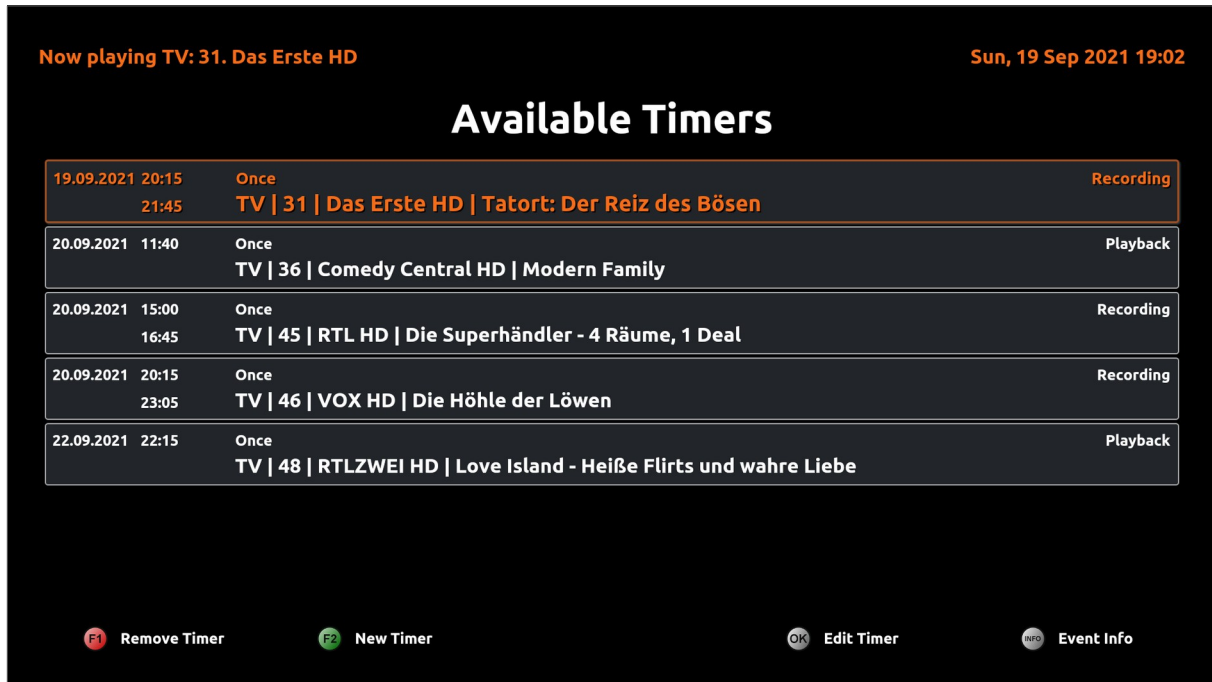 Now playing TV: 31. Das Erste HD
Sun, 19 Sep 2021 19:02
Available Timers
19.09.2021 20:15 Once Recording
21:45 TV | 31 | Das Erste HD | Tatort: Der Reiz des Bösen
20.09.2021 11:40 Once Playback
TV | 36 | Comedy Central HD | Modern Family
20.09.2021 15:00 Once Recording
16:45 TV | 45 | RTL HD | Die Superhändler - 4 Räume, 1 Deal
20.09.2021 20:15 Once Recording
23:05 TV | 46 | VOX HD | Die Höhle der Löwen
22.09.2021 22:15 Once Playback
TV | 48 | RTLZWEI HD | Love Island - Heiße Flirts und wahre Liebe
F1 Remove Timer F2 New Timer OK Edit Timer INFO Event Info